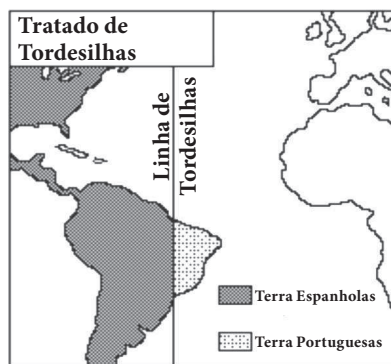 Tratado de
Tordesilhas
Linha de
Tordesilhas
Terra Espanholas
Terra Portuguesas